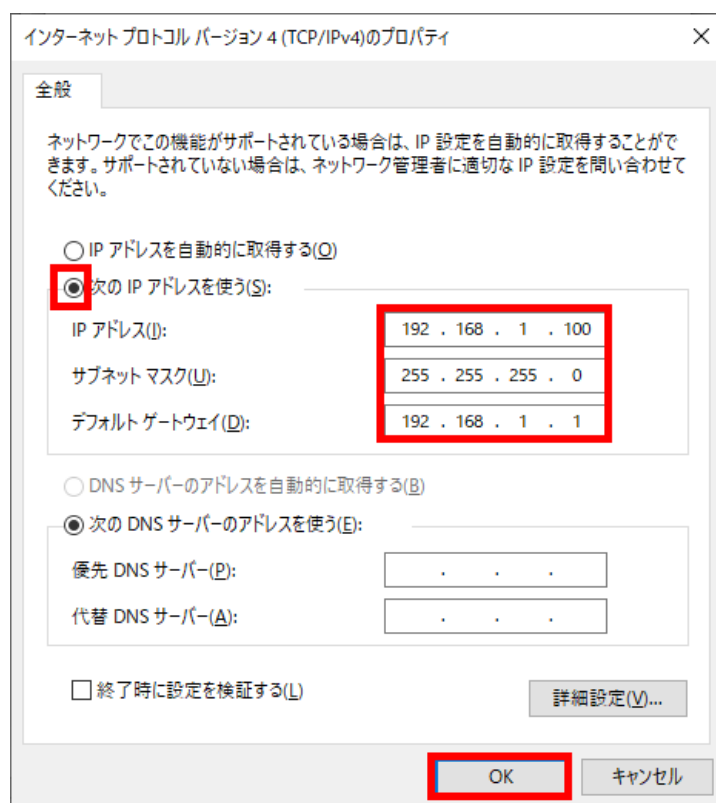 インターネット プロトコル バージョン 4 (TCP/IPv4)のプロパティ
全般
ネットワークでこの機能がサポートされている場合は、IP 設定を自動的に取得することがで
きます。サポートされていない場合は、ネットワーク管理者に適切な IP 設定を問い合わせて
ください。
IP アドレスを自動的に取得する(O)
次の IP アドレスを使う(S):
IP アドレス(I): 192 . 168 . 1 . 100
サブネット マスク(U): 255 . 255 . 255 . 0
デフォルト ゲートウェイ(D): 192 . 168 . 1 . 1
DNS サーバーのアドレスを自動的に取得する(B)
次の DNS サーバーのアドレスを使う(E):
優先 DNS サーバー(P): . . .
代替 DNS サーバー(A): . . .
終了時に設定を検証する(L)
詳細設定(V)...
OK キャンセル